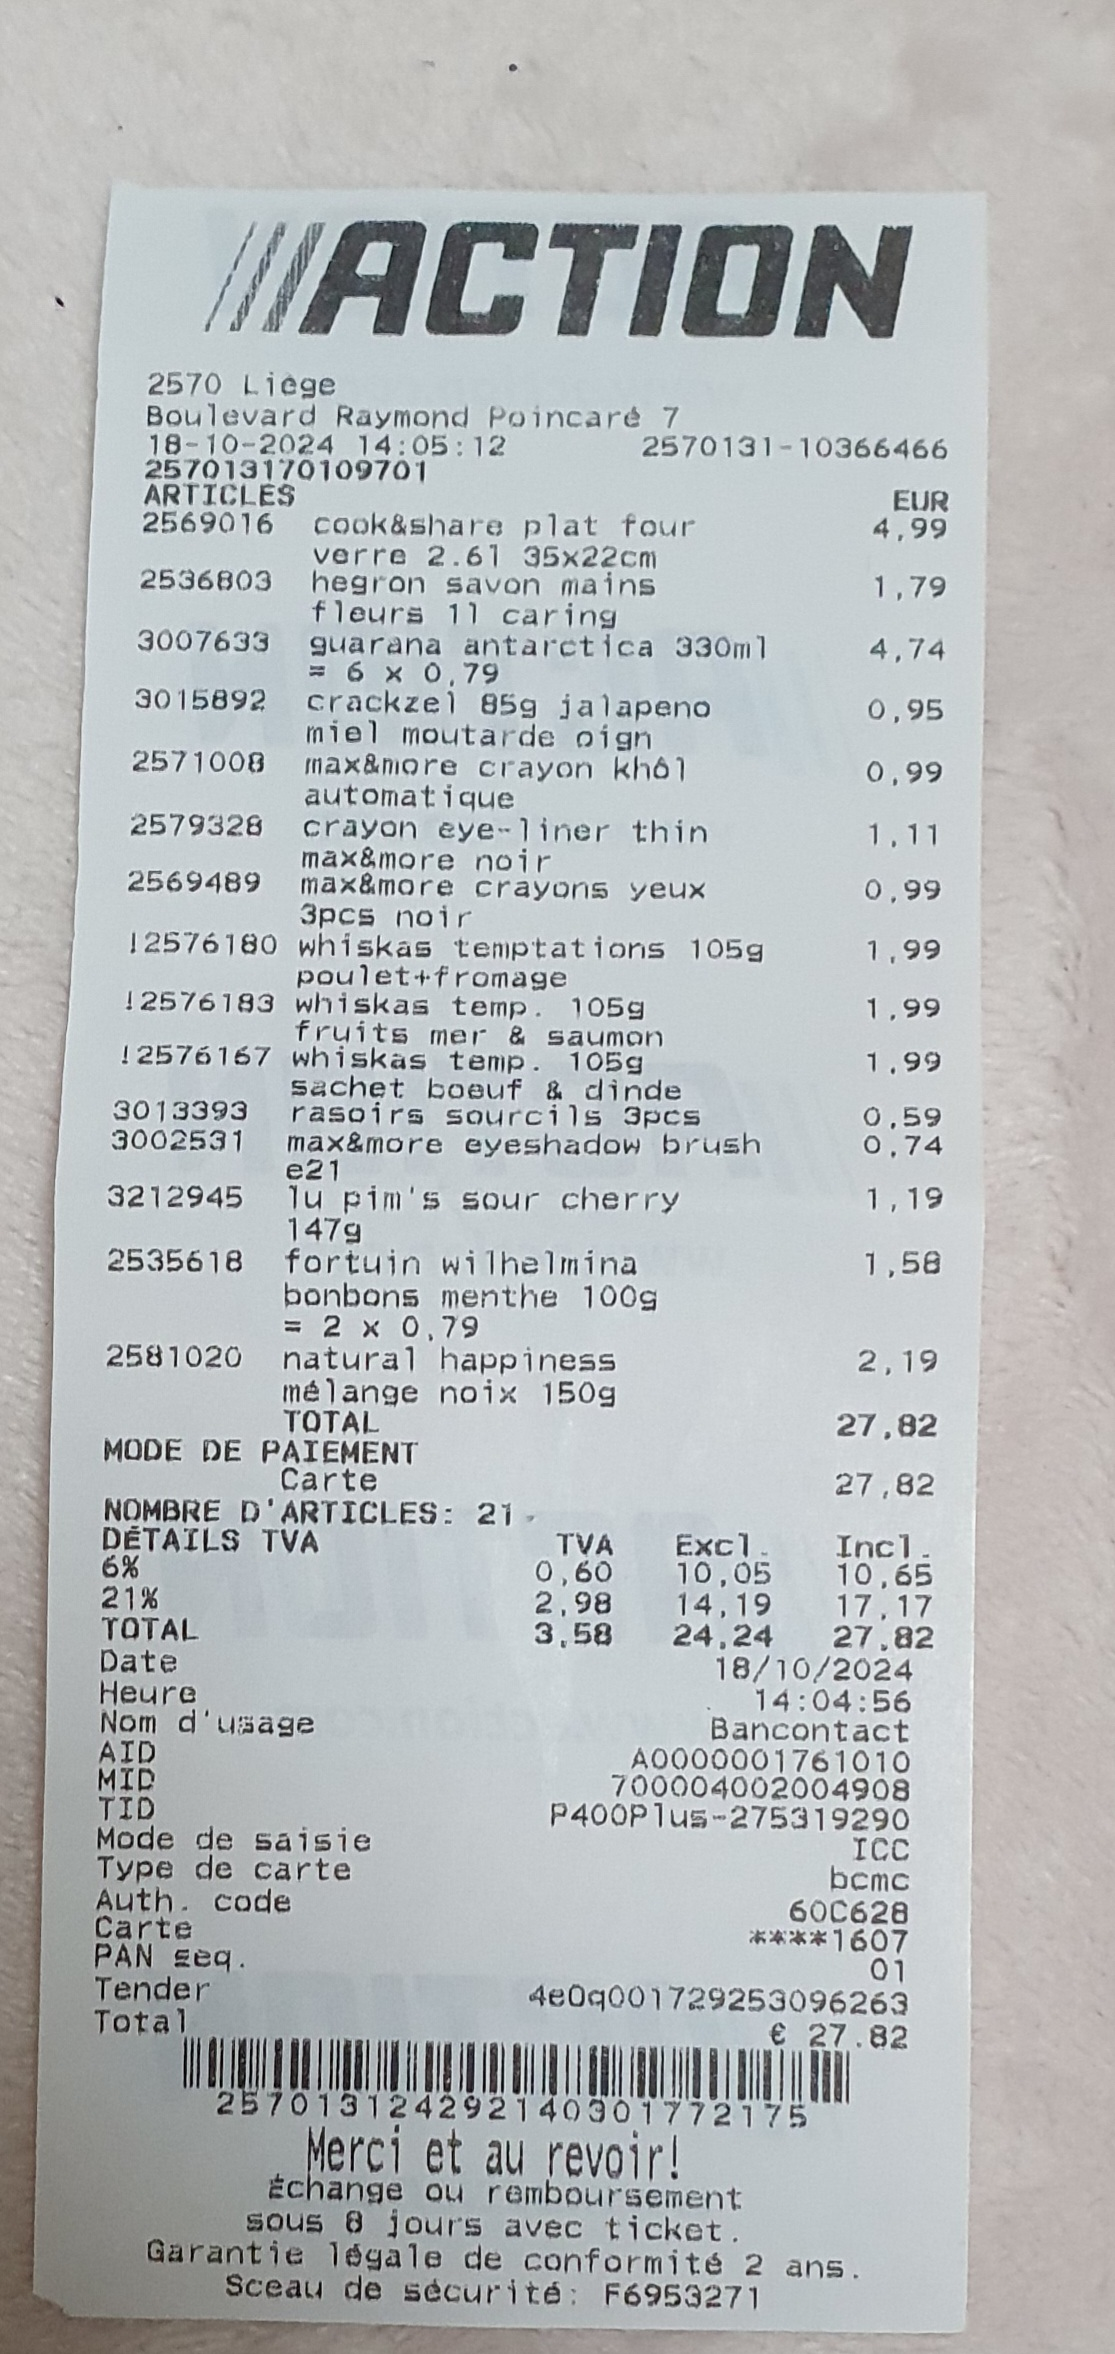 ///ACTION
2570 Liège
Boulevard Raymond Poincaré 7
18-10-2024 14:05:12 2570131-10366466
257013170109701
ARTICLES EUR
2569016 cook&share plat four 4,99
verre 2.6l 35x22cm
2536803 hegron savon mains 1,79
fleurs 1l caring
3007633 guarana antarctica 330ml 4,74
= 6 x 0,79
3015892 crackzel 85g jalapeno 0,95
miel moutarde oign
2571008 max&more crayon khôl 0,99
automatique
2579328 crayon eye-liner thin 1,11
max&more noir
2569489 max&more crayons yeux 0,99
3pcs noir
!2576180 whiskas temptations 105g 1,99
poulet+fromage
!2576183 whiskas temp. 105g 1,99
fruits mer & saumon
!2576167 whiskas temp. 105g 1,99
sachet boeuf & dinde
3013393 rasoirs sourcils 3pcs 0,59
3002531 max&more eyeshadow brush 0,74
e21
3212945 lu pim's sour cherry 1,19
147g
2535618 fortuin wilhelmina 1,58
bonbons menthe 100g
= 2 x 0,79
2581020 natural happiness 2,19
mélange noix 150g
TOTAL 27,82
MODE DE PAIEMENT
Carte 27,82
NOMBRE D'ARTICLES: 21
DÉTAILS TVA TVA Excl. Incl.
6% 0,60 10,05 10,65
21% 2,98 14,19 17,17
TOTAL 3,58 24,24 27,82
Date 18/10/2024
Heure 14:04:56
Nom d'usage Bancontact
AID A0000001761010
MID 700004002004908
TID P400Plus-275319290
Mode de saisie ICC
Type de carte bcmc
Auth. code 60C628
Carte ****1607
PAN seq. 01
Tender 4e0q001729253096263
Total € 27.82
2570131242921403017721​75
Merci et au revoir!
Échange ou remboursement
sous 8 jours avec ticket.
Garantie légale de conformité 2 ans.
Sceau de sécurité: F6953271